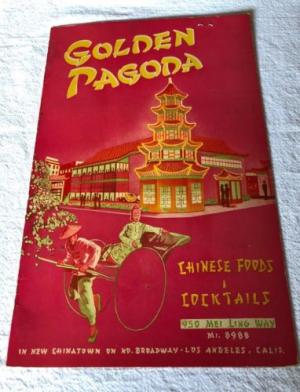 GOLDEN
PAGODA
CHINESE FOODS
&
COCKTAILS
950 MEI LING WAY
MI. 8988
IN NEW CHINATOWN ON NO. BROADWAY - LOS ANGELES, CALIF.